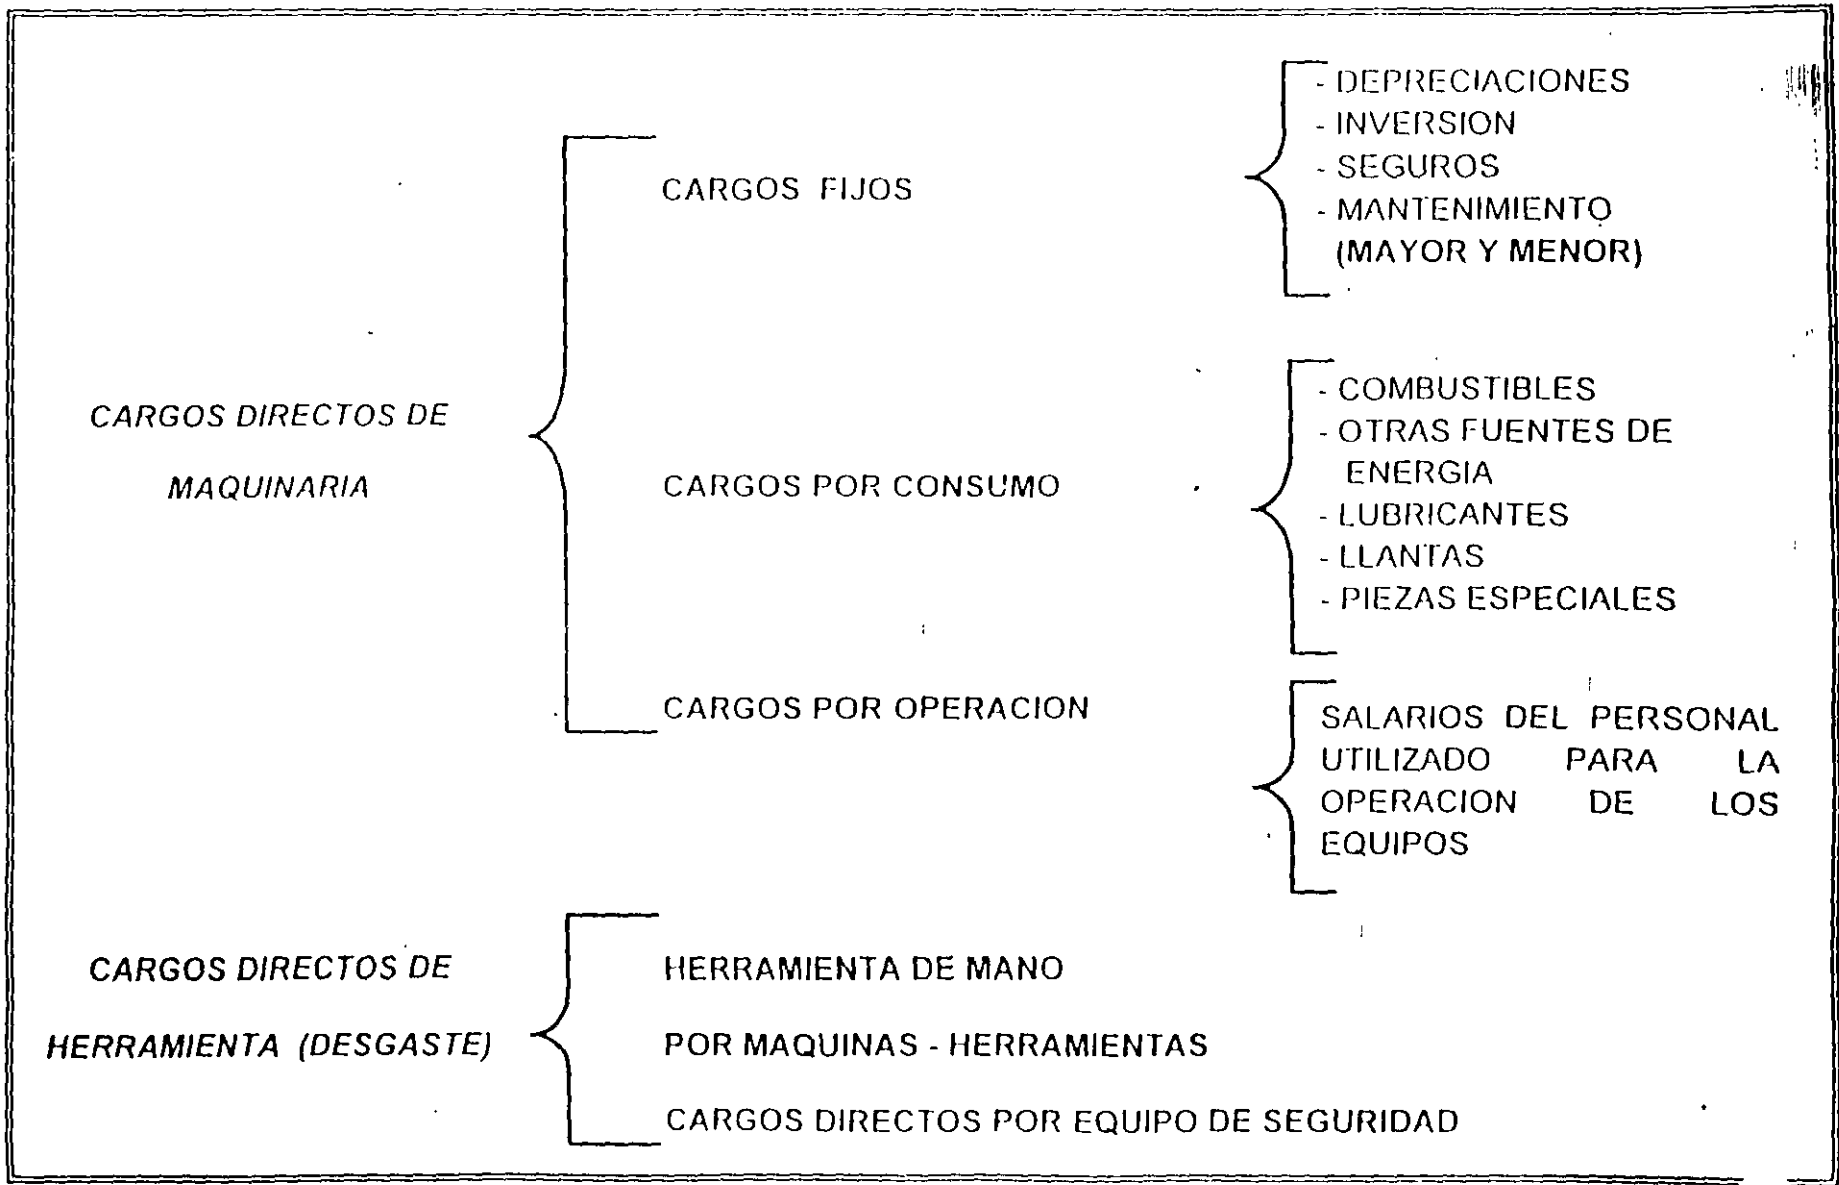 CARGOS DIRECTOS DE
MAQUINARIA
CARGOS FIJOS
- DEPRECIACIONES
- INVERSION
- SEGUROS
- MANTENIMIENTO
(MAYOR Y MENOR)
CARGOS POR CONSUMO
- COMBUSTIBLES
- OTRAS FUENTES DE
ENERGIA
- LUBRICANTES
- LLANTAS
- PIEZAS ESPECIALES
CARGOS POR OPERACION
SALARIOS DEL PERSONAL
UTILIZADO PARA LA
OPERACION DE LOS
EQUIPOS
CARGOS DIRECTOS DE
HERRAMIENTA (DESGASTE)
HERRAMIENTA DE MANO
POR MAQUINAS - HERRAMIENTAS
CARGOS DIRECTOS POR EQUIPO DE SEGURIDAD